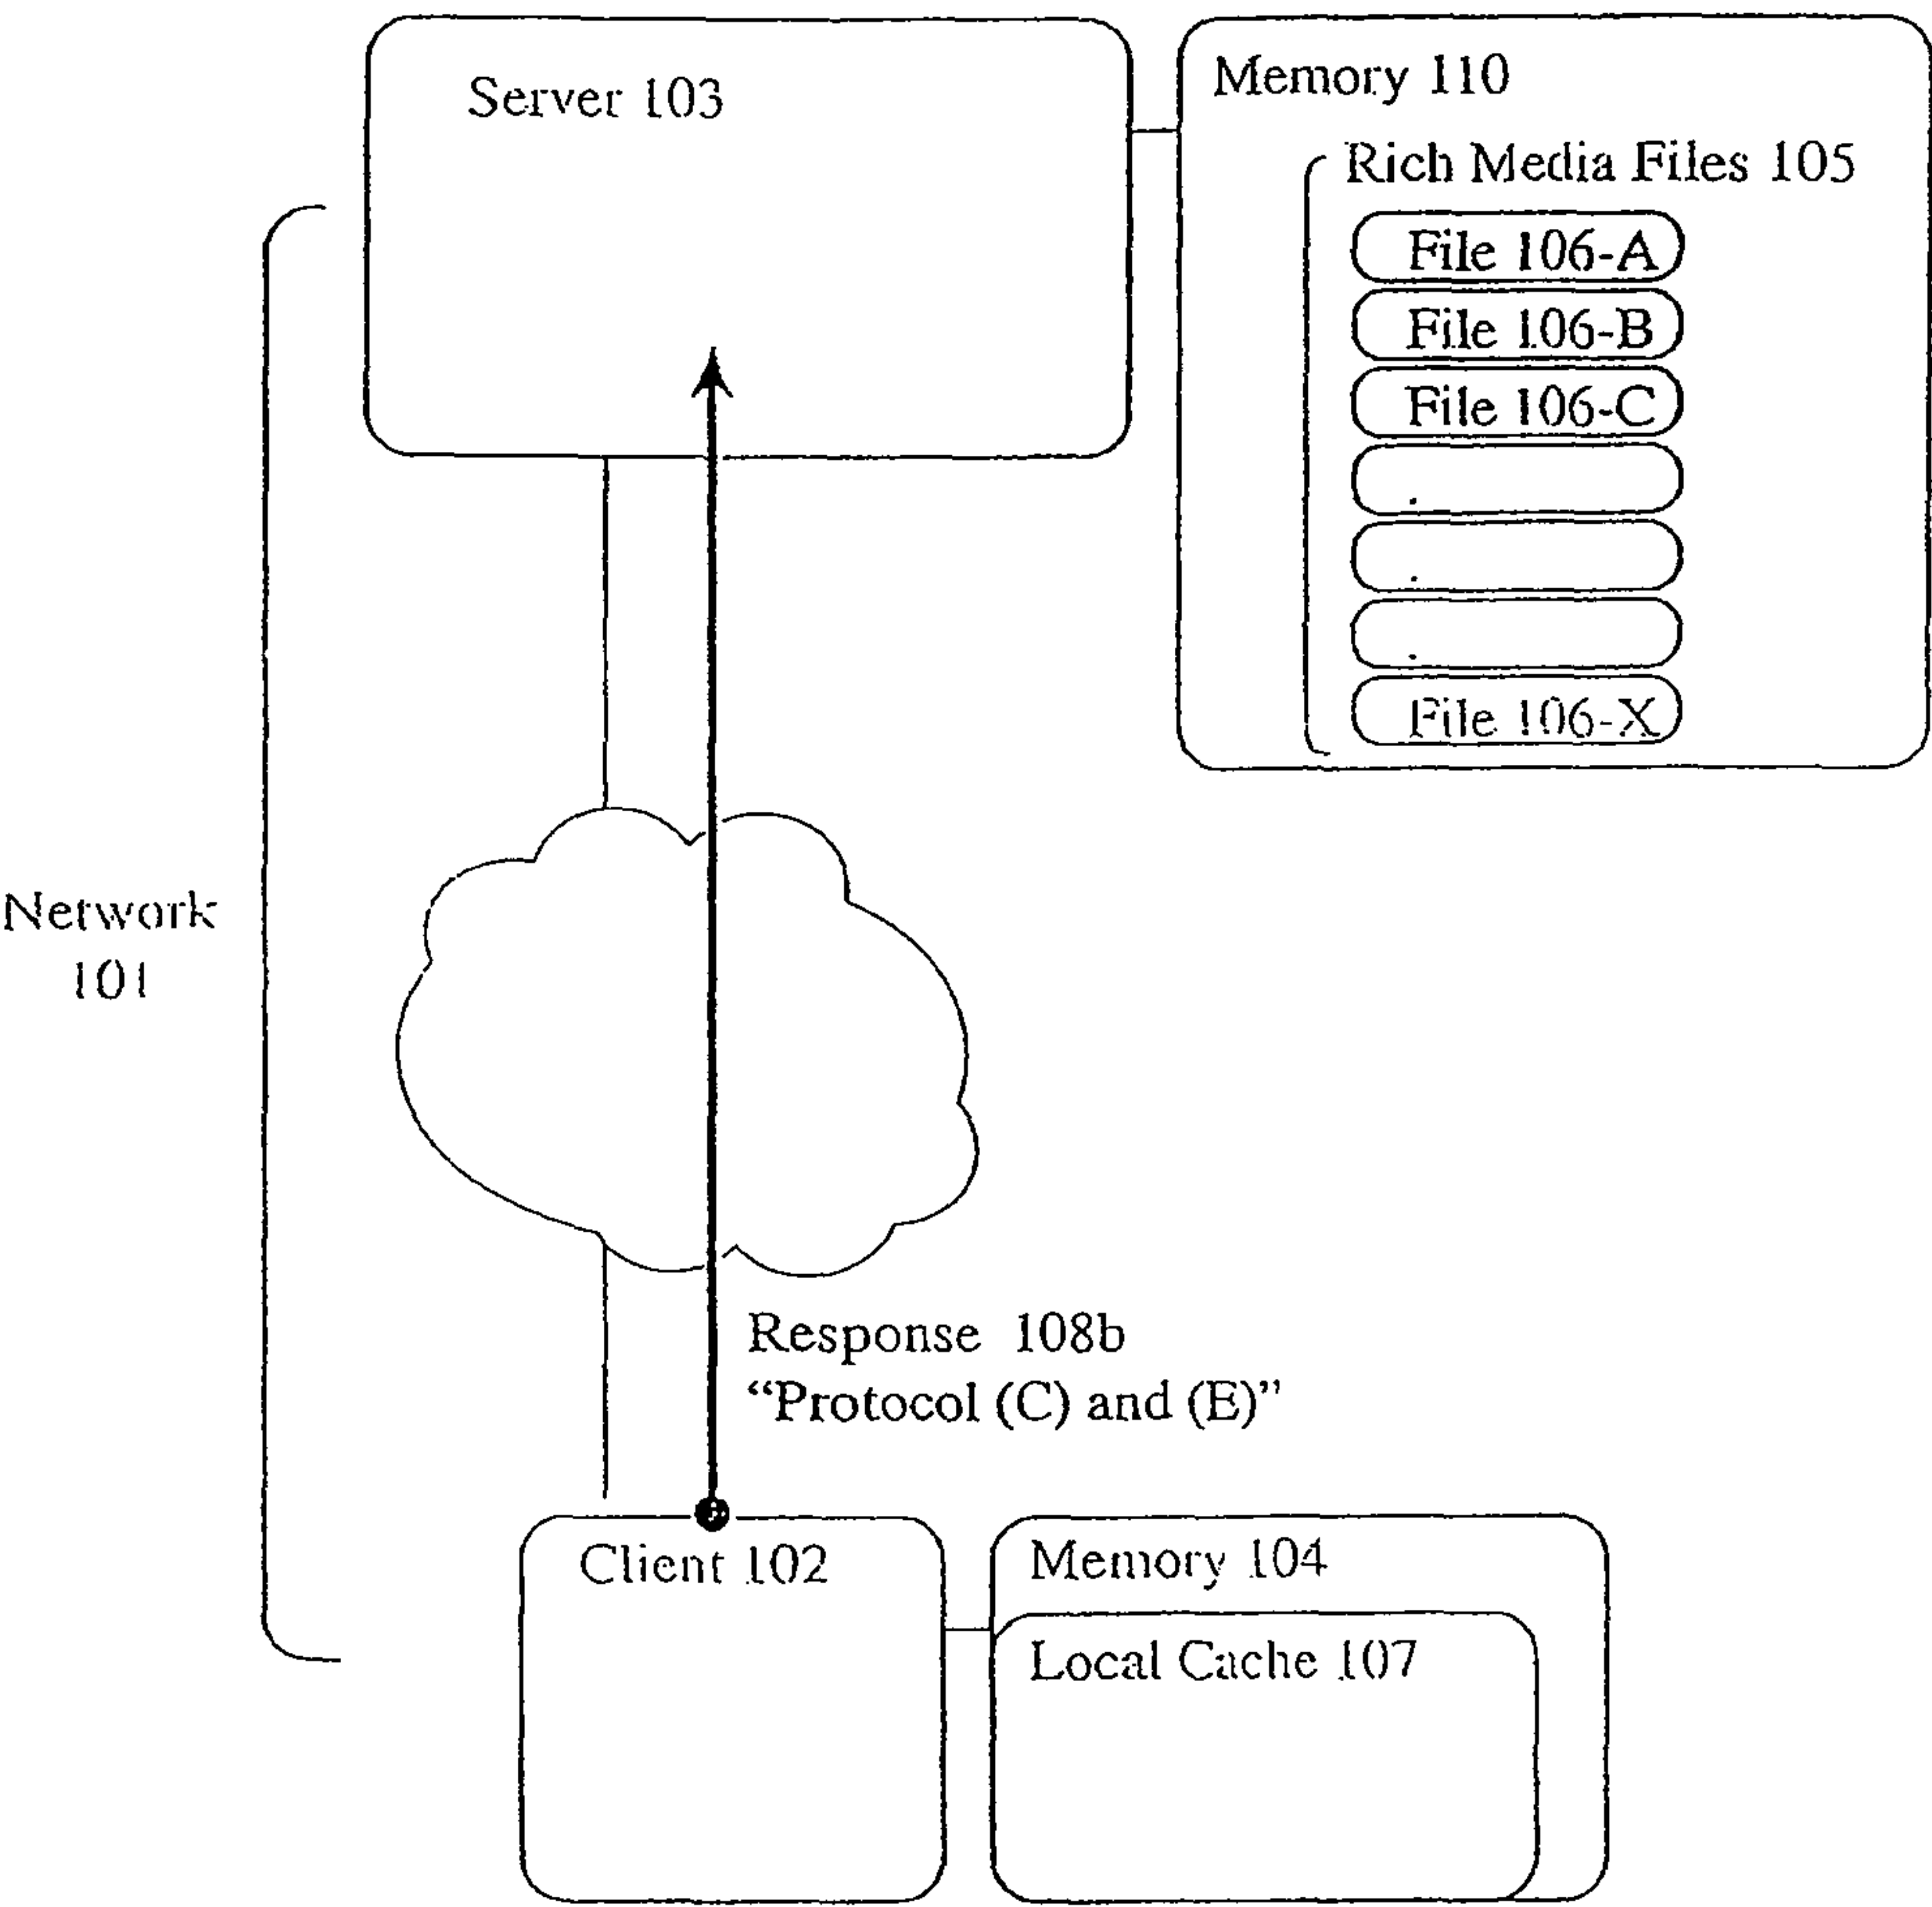 Server 103
Memory 110
Rich Media Files 105
File 106-A
File 106-B
File 106-C
.
.
.
File 106-X
Network
101
Response 108b
“Protocol (C) and (E)”
Client 102
Memory 104
Local Cache 107